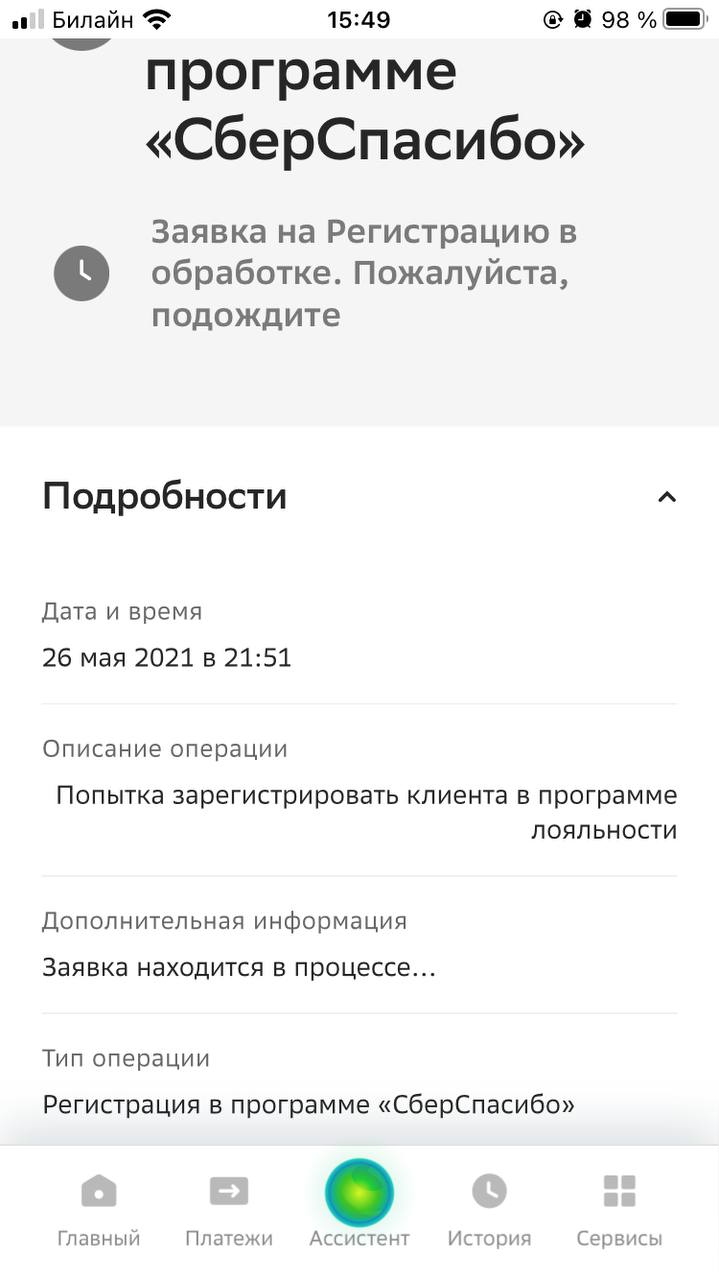 Билайн 15:49 98 %
программе
«СберСпасибо»
Заявка на Регистрацию в
обработке. Пожалуйста,
подождите
Подробности
Дата и время
26 мая 2021 в 21:51
Описание операции
Попытка зарегистрировать клиента в программе
лояльности
Дополнительная информация
Заявка находится в процессе...
Тип операции
Регистрация в программе «СберСпасибо»
Главный Платежи Ассистент История Сервисы